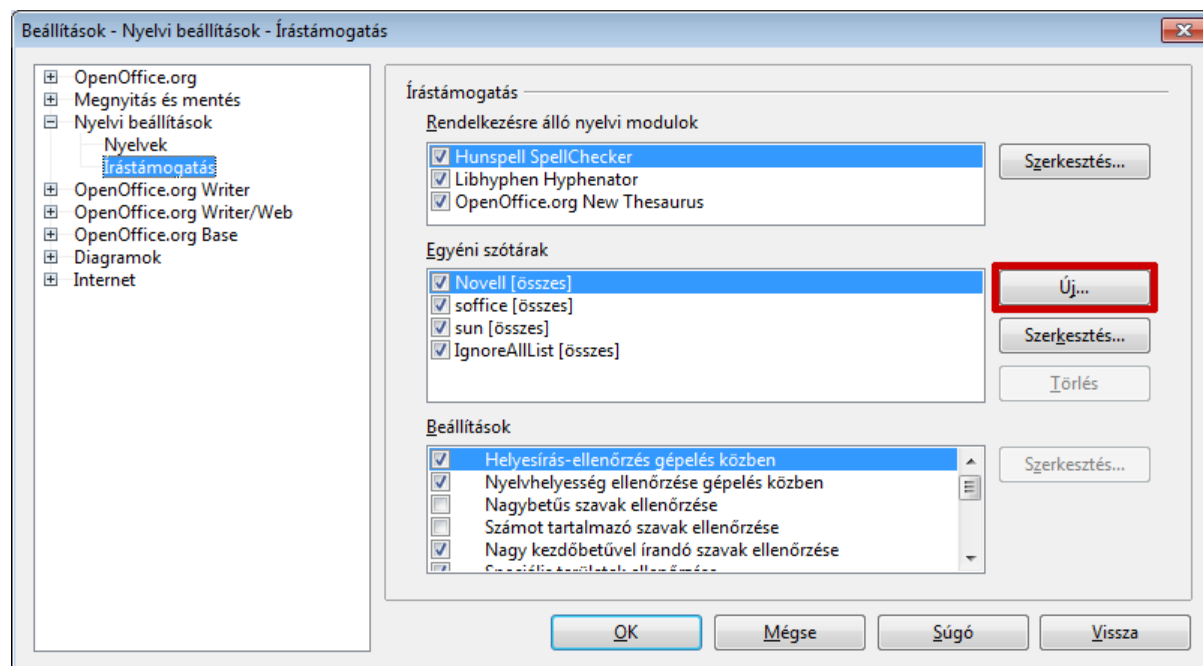 Beállítások - Nyelvi beállítások - Írástámogatás
OpenOffice.org
Megnyitás és mentés
Nyelvi beállítások
Nyelvek
Írástámogatás
OpenOffice.org Writer
OpenOffice.org Writer/Web
OpenOffice.org Base
Diagramok
Internet
Írástámogatás
Rendelkezésre álló nyelvi modulok
Hunspell SpellChecker
Libhyphen Hyphenator
OpenOffice.org New Thesaurus
Szerkesztés...
Egyéni szótárak
Novell [összes]
soffice [összes]
sun [összes]
IgnoreAllList [összes]
Új...
Szerkesztés...
Törlés
Beállítások
Helyesírás-ellenőrzés gépelés közben
Nyelvhelyesség ellenőrzése gépelés közben
Nagybetűs szavak ellenőrzése
Számot tartalmazó szavak ellenőrzése
Nagy kezdőbetűvel írandó szavak ellenőrzése
Speciális területek ellenőrzése
Szerkesztés...
OK
Mégse
Súgó
Vissza